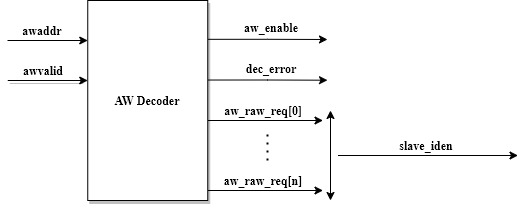 awaddr
awvalid
AW Decoder
aw_enable
dec_error
aw_raw_req[0]
aw_raw_req[n]
slave_iden